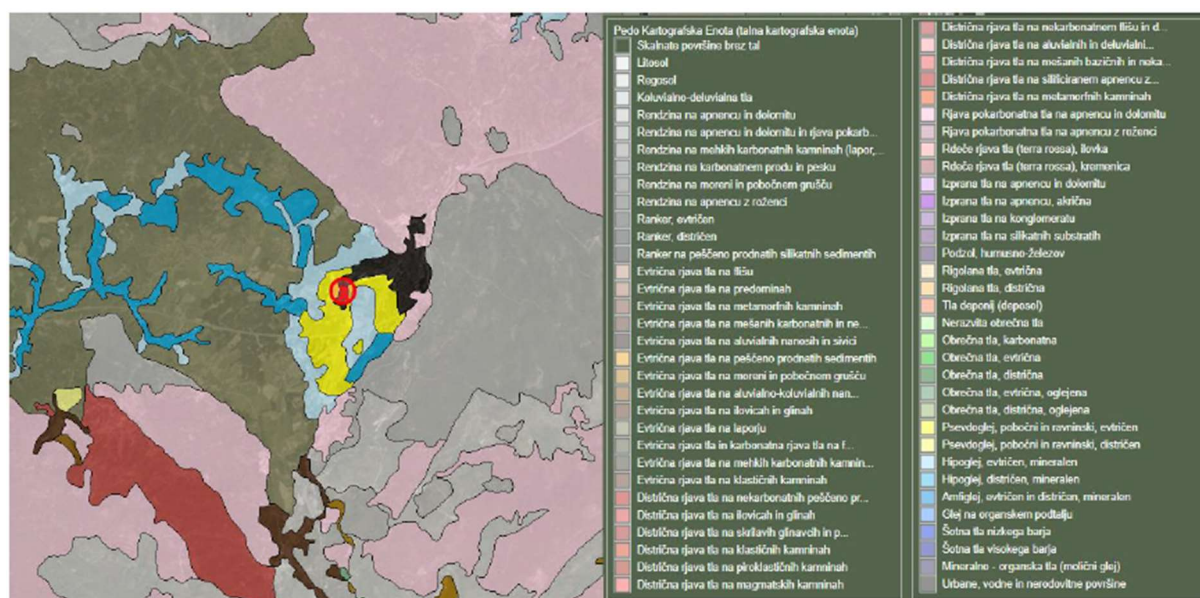 Pedo Kartografska Enota (talna kartografska enota)
Skalnato površine brez tal
Litosol
Regosol
Koluvialno-deluvialna tla
Rendzina na apnencu in dolomitu
Rendzina na apnencu in dolomitu in rjava pokarb...
Rendzina na mehkih karbonatnih kamninah (lapor,...
Rendzina na karbonatnem produ in pesku
Rendzina na moreni in pobočnem grušču
Rendzina na apnencu z roženci
Ranker, evtričen
Ranker, distričen
Ranker na peščeno prodnatih silikatnih sedimentih
Evtrična rjava tla na flišu
Evtrična rjava tla na predominah
Evtrična rjava tla na metamorfnih kamninah
Evtrična rjava tla na mešanih karbonatnih in ne...
Evtrična rjava tla na aluvialnih nanosih in sivici
Evtrična rjava tla na peščeno prodnatih sedimentih
Evtrična rjava tla na moreni in pobočnem grušču
Evtrična rjava tla na aluvialno-koluvialnih nan...
Evtrična rjava tla na ilovicah in glinah
Evtrična rjava tla na laporju
Evtrična rjava tla in karbonatna rjava tla na f...
Evtrična rjava tla na mehkih karbonatnih kamnin...
Evtrična rjava tla na klastičnih kamninah
Distrična rjava tla na nekarbonatnih peščeno pr...
Distrična rjava tla na ilovicah in glinah
Distrična rjava tla na skrilavih glinavcih in p...
Distrična rjava tla na klastičnih kamninah
Distrična rjava tla na piroklastičnih kamninah
Distrična rjava tla na magmatskih kamninah
Distrična rjava tla na nekarbonatnem flišu in d...
Distrična rjava tla na aluvialnih in deluvialni...
Distrična rjava tla na mešanih bazičnih in neka...
Distrična rjava tla na silificiranem apnencu z...
Distrična rjava tla na metamorfnih kamninah
Rjava pokarbonatna tla na apnencu in dolomitu
Rjava pokarbonatna tla na apnencu z roženci
Rdeče rjava tla (terra rossa), ilovka
Rdeče rjava tla (terra rossa), kremenica
Izprana tla na apnencu in dolomitu
Izprana tla na apnencu, akrična
Izprana tla na konglomeratu
Izprana tla na silikatnih substratih
Podzol, humusno-železov
Rigolana tla, evtrična
Rigolana tla, distrična
Tla deponij (deposol)
Nerazvita obrečna tla
Obrečna tla, karbonatna
Obrečna tla, evtrična
Obrečna tla, distrična
Obrečna tla, evtrična, oglejena
Obrečna tla, distrična, oglejena
Psevdoglej, pobočni in ravninski, evtričen
Psevdoglej, pobočni in ravninski, distričen
Hipoglej, evtričen, mineralen
Hipoglej, distričen, mineralen
Amfiglej, evtričen in distričen, mineralen
Glej na organskem podtalju
Šotna tla nizkega barja
Šotna tla visokega barja
Mineralno - organska tla (molični glej)
Urbane, vodne in nerodovitne površine